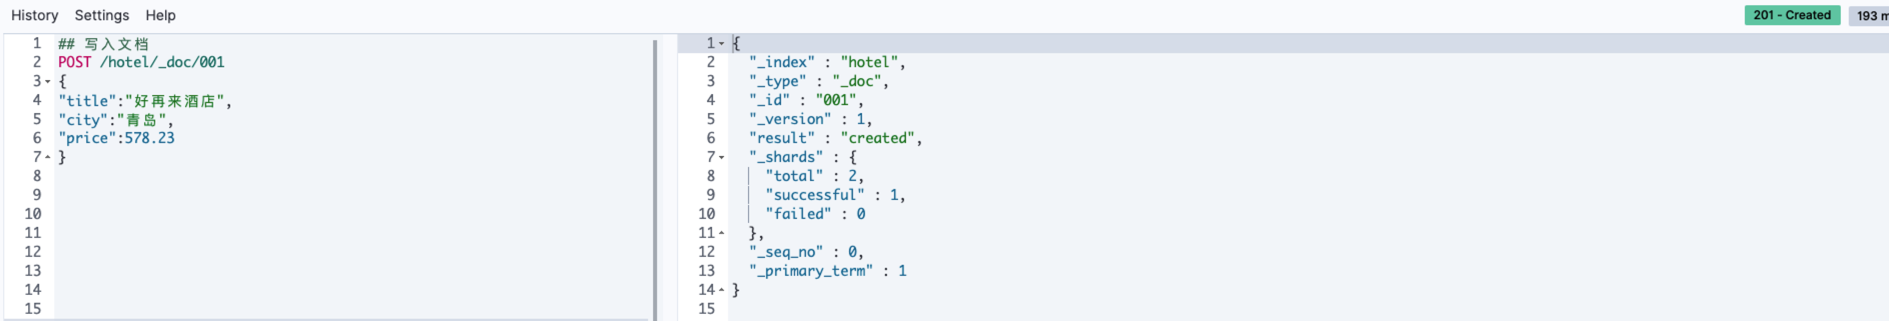 History Settings Help
201 - Created 193 m
1 ## 写入文档
2 POST /hotel/_doc/001
3 {
4 "title":"好再来酒店",
5 "city":"青岛",
6 "price":578.23
7 }
8
9
10
11
12
13
14
15
1 {
2 "_index" : "hotel",
3 "_type" : "_doc",
4 "_id" : "001",
5 "_version" : 1,
6 "result" : "created",
7 "_shards" : {
8 "total" : 2,
9 "successful" : 1,
10 "failed" : 0
11 },
12 "_seq_no" : 0,
13 "_primary_term" : 1
14 }
15